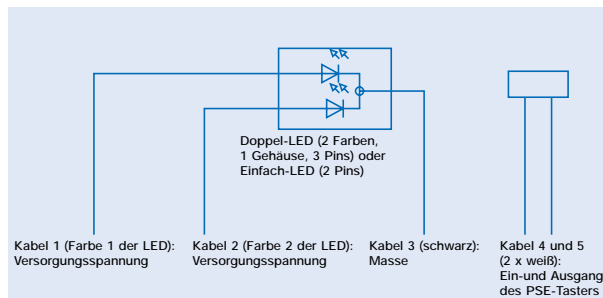 Doppel-LED (2 Farben,
1 Gehäuse, 3 Pins) oder
Einfach-LED (2 Pins)
Kabel 1 (Farbe 1 der LED):
Versorgungsspannung
Kabel 2 (Farbe 2 der LED):
Versorgungsspannung
Kabel 3 (schwarz):
Masse
Kabel 4 und 5
(2 x weiß):
Ein-und Ausgang
des PSE-Tasters